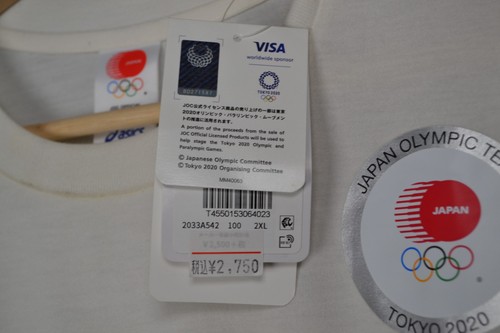 VISA
worldwide sponsor
TOKYO 2020
JOC公式ライセンス商品の売り上げの一部は東京
2020オリンピック・パラリンピック・ムーブメン
トの推進に活用されます。
A portion of the proceeds from the sale of
JOC Official Licensed Products will be used to
help stage the Tokyo 2020 Olympic and
Paralympic Games.
© Japanese Olympic Committee
© Tokyo 2020 Organising Committee
MM40060
T4550153064023
2033A542 100 2XL
税込¥2,750
asics
JAPAN OLYMPIC TE
JAPAN
TOKYO 2020